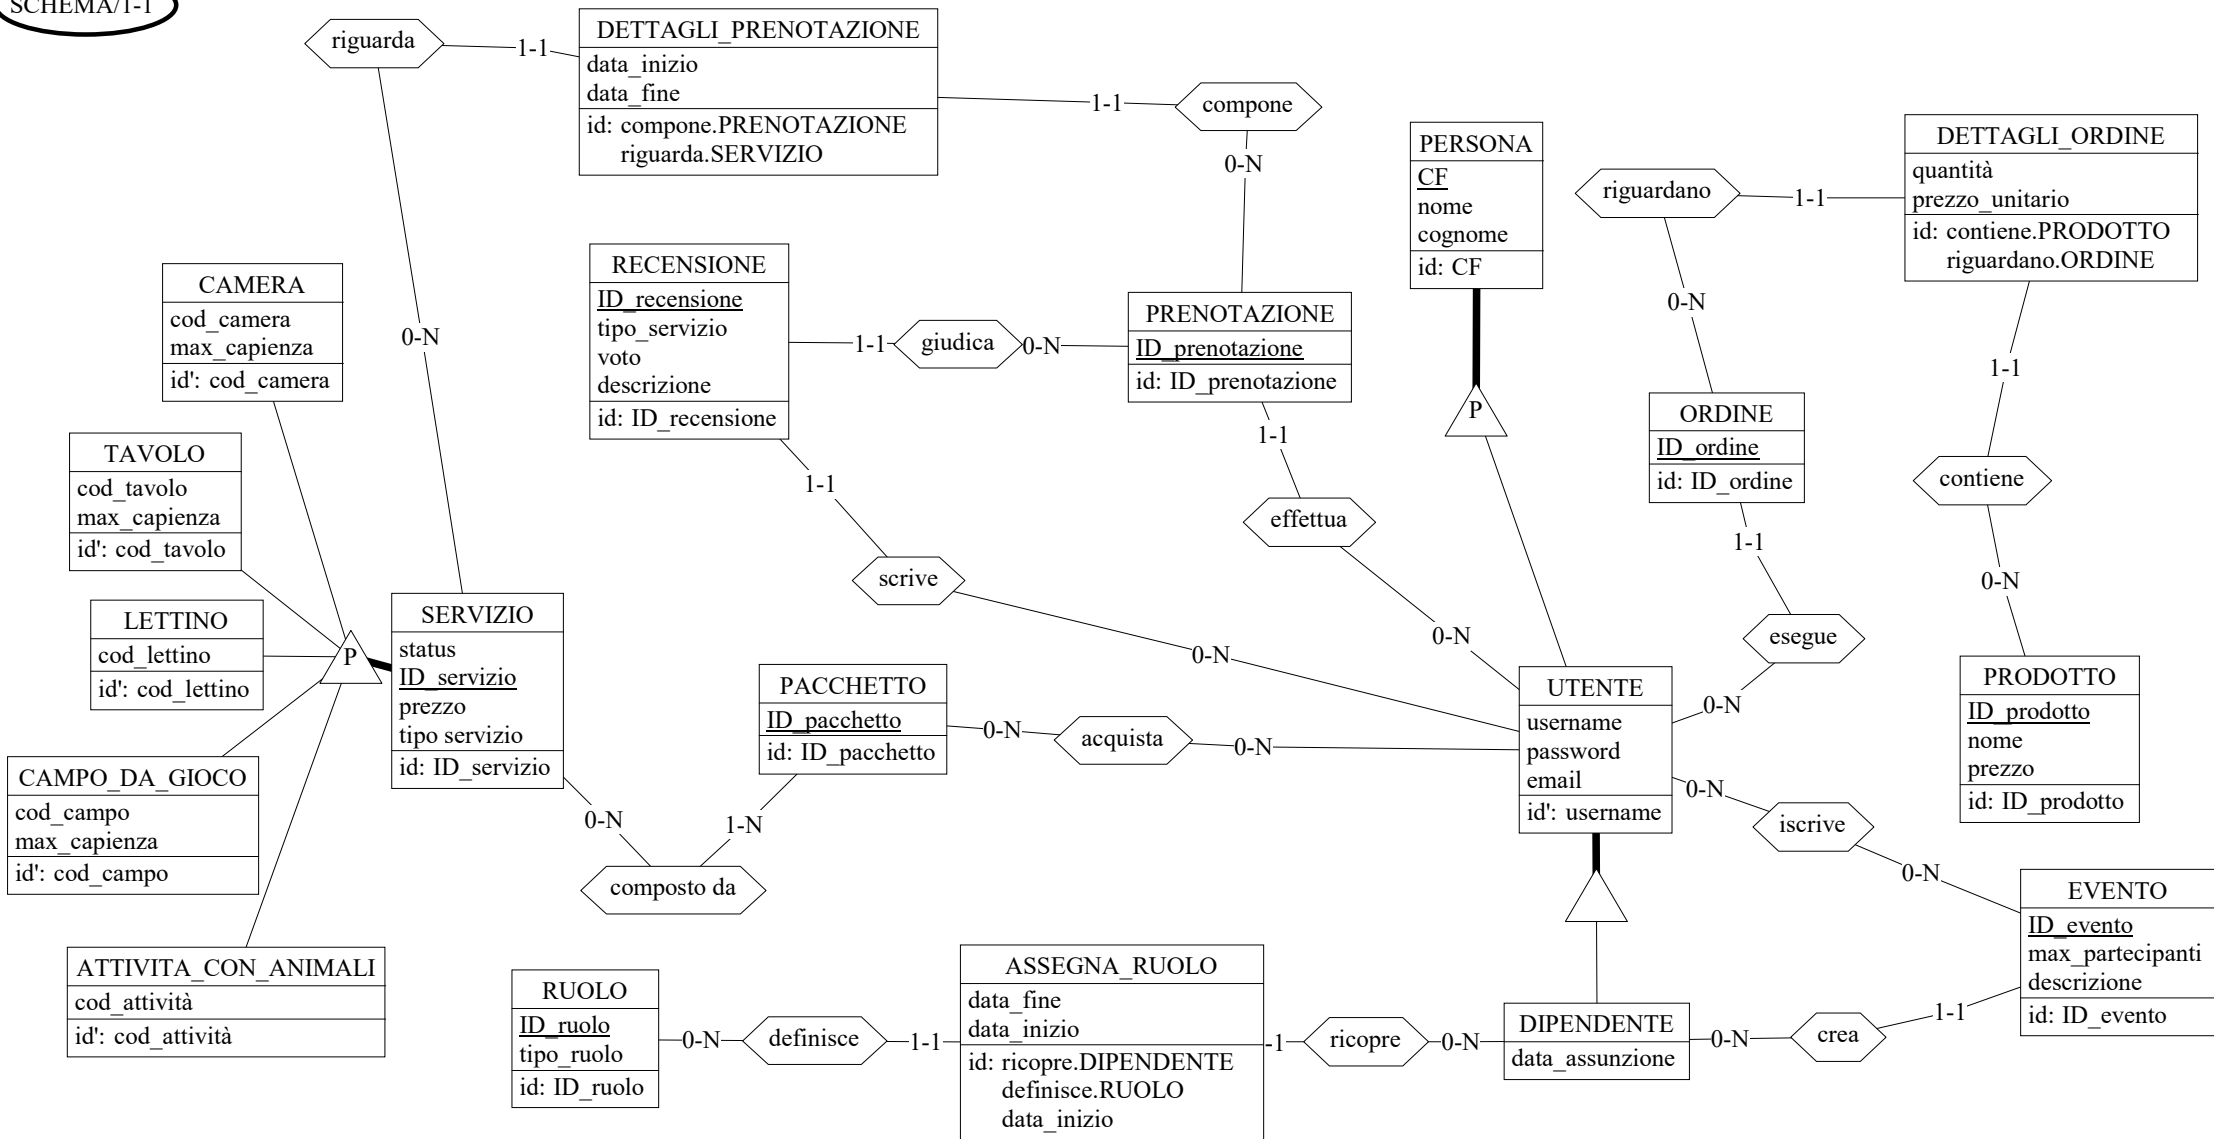 SCHEMA/1-1
riguarda
1-1
DETTAGLI_PRENOTAZIONE
data_inizio
data_fine
id: compone.PRENOTAZIONE
riguarda.SERVIZIO
1-1
compone
0-N
PERSONA
CF
nome
cognome
id: CF
P
riguardano
1-1
DETTAGLI_ORDINE
quantità
prezzo_unitario
id: contiene.PRODOTTO
riguardano.ORDINE
0-N
0-N
CAMERA
cod_camera
max_capienza
id': cod_camera
RECENSIONE
ID_recensione
tipo_servizio
voto
descrizione
id: ID_recensione
1-1
giudica
0-N
PRENOTAZIONE
ID_prenotazione
id: ID_prenotazione
1-1
ORDINE
ID_ordine
id: ID_ordine
1-1
1-1
contiene
0-N
TAVOLO
cod_tavolo
max_capienza
id': cod_tavolo
1-1
scrive
0-N
effettua
0-N
esegue
0-N
LETTINO
cod_lettino
id': cod_lettino
P
SERVIZIO
status
ID_servizio
prezzo
tipo servizio
id: ID_servizio
PACCHETTO
ID_pacchetto
id: ID_pacchetto
0-N
acquista
0-N
UTENTE
username
password
email
id': username
PRODOTTO
ID_prodotto
nome
prezzo
id: ID_prodotto
CAMPO_DA_GIOCO
cod_campo
max_capienza
id': cod_campo
0-N
1-N
composto da
0-N
iscrive
0-N
EVENTO
ID_evento
max_partecipanti
descrizione
id: ID_evento
ATTIVITA_CON_ANIMALI
cod_attività
id': cod_attività
RUOLO
ID_ruolo
tipo_ruolo
id: ID_ruolo
0-N
definisce
1-1
ASSEGNA_RUOLO
data_fine
data_inizio
id: ricopre.DIPENDENTE
definisce.RUOLO
data_inizio
-1
ricopre
0-N
DIPENDENTE
data_assunzione
0-N
crea
1-1